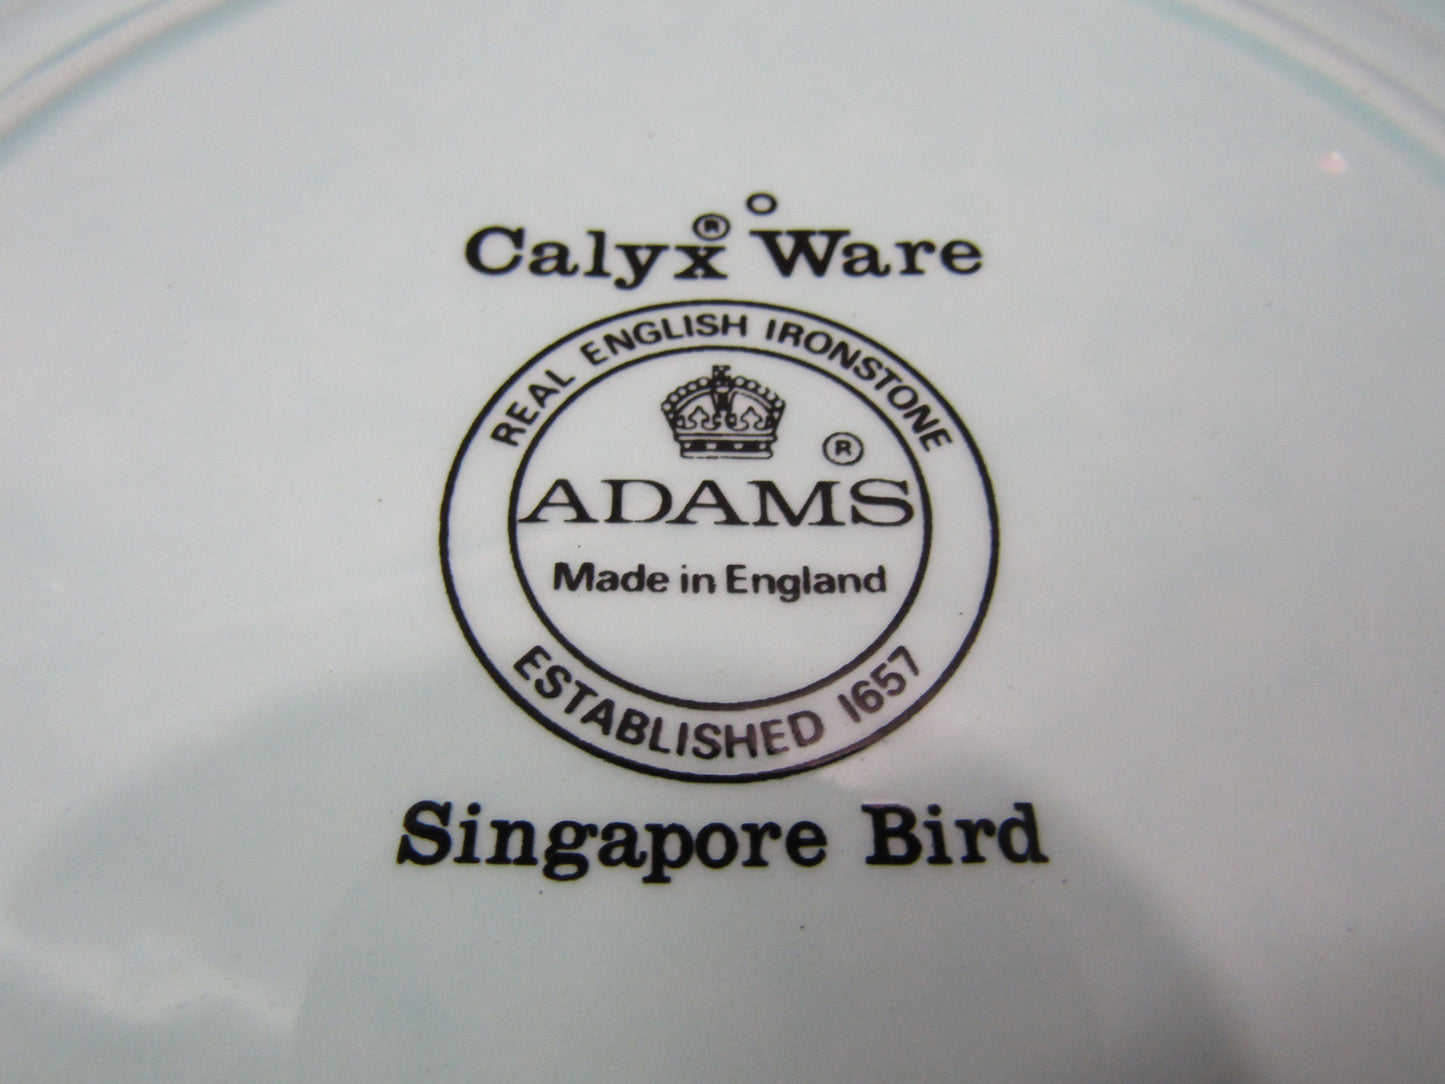 Calyx® Ware
REAL ENGLISH IRONSTONE
®
ADAMS
Made in England
ESTABLISHED 1657
Singapore Bird